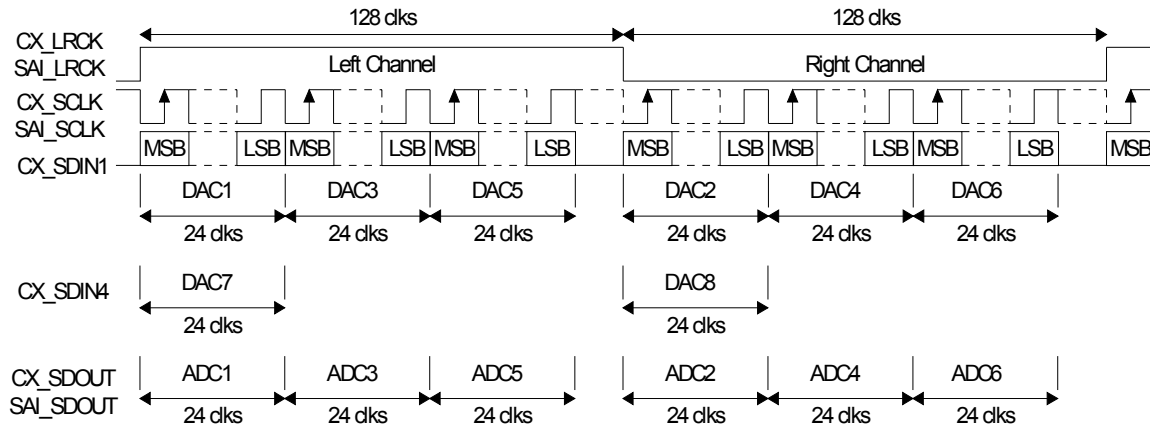 128 clks 128 clks
CX_LRCK
SAI_LRCK Left Channel Right Channel
CX_SCLK
SAI_SCLK
MSB LSB MSB LSB MSB LSB MSB LSB MSB LSB MSB LSB MSB
CX_SDIN1
DAC1 DAC3 DAC5 DAC2 DAC4 DAC6
24 clks 24 clks 24 clks 24 clks 24 clks 24 clks
DAC7 DAC8
CX_SDIN4
24 clks 24 clks
CX_SDOUT ADC1 ADC3 ADC5 ADC2 ADC4 ADC6
SAI_SDOUT 24 clks 24 clks 24 clks 24 clks 24 clks 24 clks